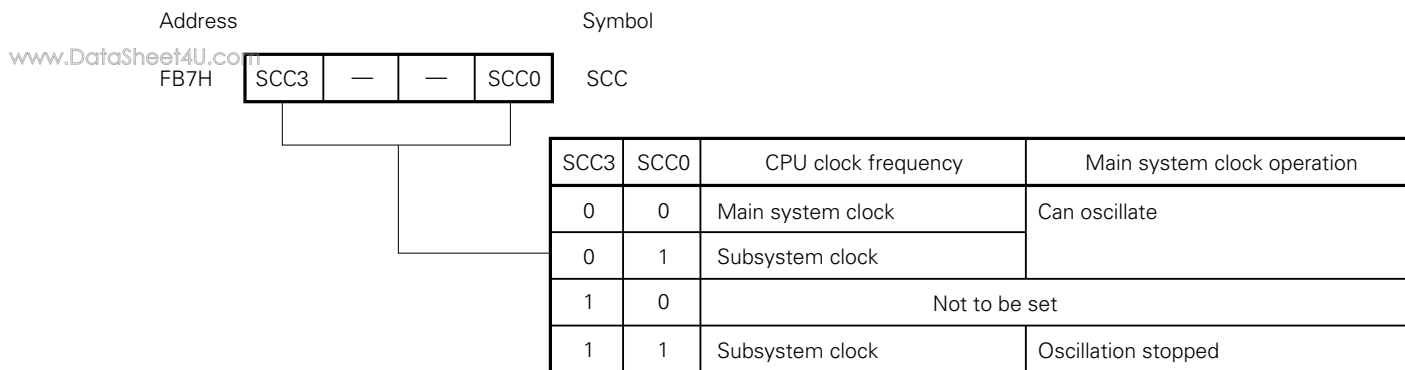 Address Symbol
www.DataSheet4U.com
FB7H SCC3 — — SCC0 SCC
SCC3 SCC0 CPU clock frequency Main system clock operation
0 0 Main system clock Can oscillate
0 1 Subsystem clock
1 0 Not to be set
1 1 Subsystem clock Oscillation stopped